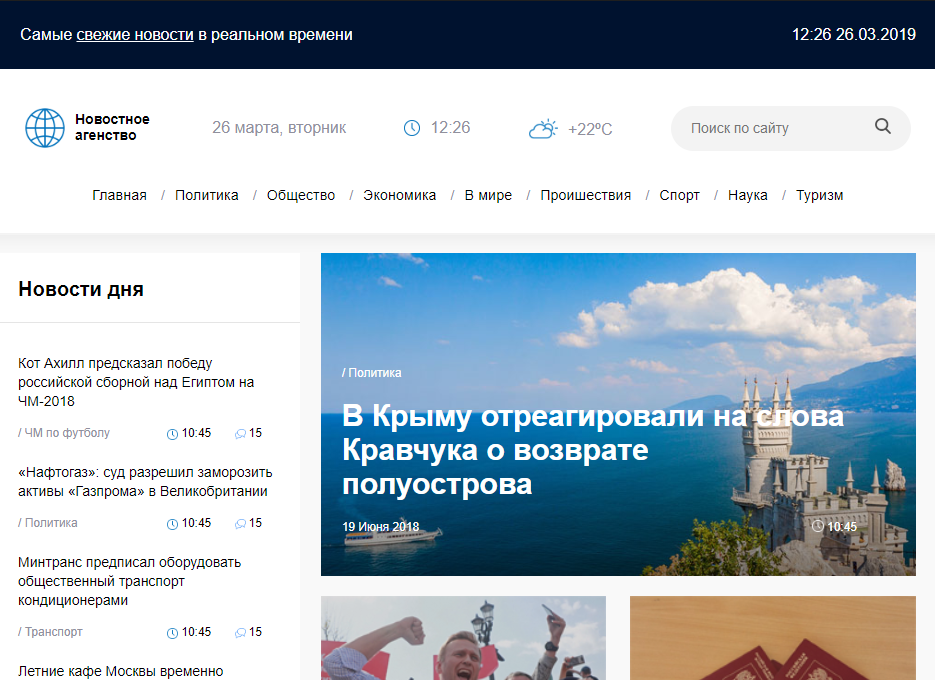 Самые свежие новости в реальном времени
12:26 26.03.2019
Новостное
агенство
26 марта, вторник
12:26
+22ºC
Поиск по сайту
Главная / Политика / Общество / Экономика / В мире / Проишествия / Спорт / Наука / Туризм
Новости дня
Кот Ахилл предсказал победу
российской сборной над Египтом на
ЧМ-2018
/ ЧМ по футболу 10:45 15
«Нафтогаз»: суд разрешил заморозить
активы «Газпрома» в Великобритании
/ Политика 10:45 15
Минтранс предписал оборудовать
общественный транспорт
кондиционерами
/ Транспорт 10:45 15
Летние кафе Москвы временно
/ Политика
В Крыму отреагировали на слова
Кравчука о возврате
полуострова
19 Июня 2018
10:45